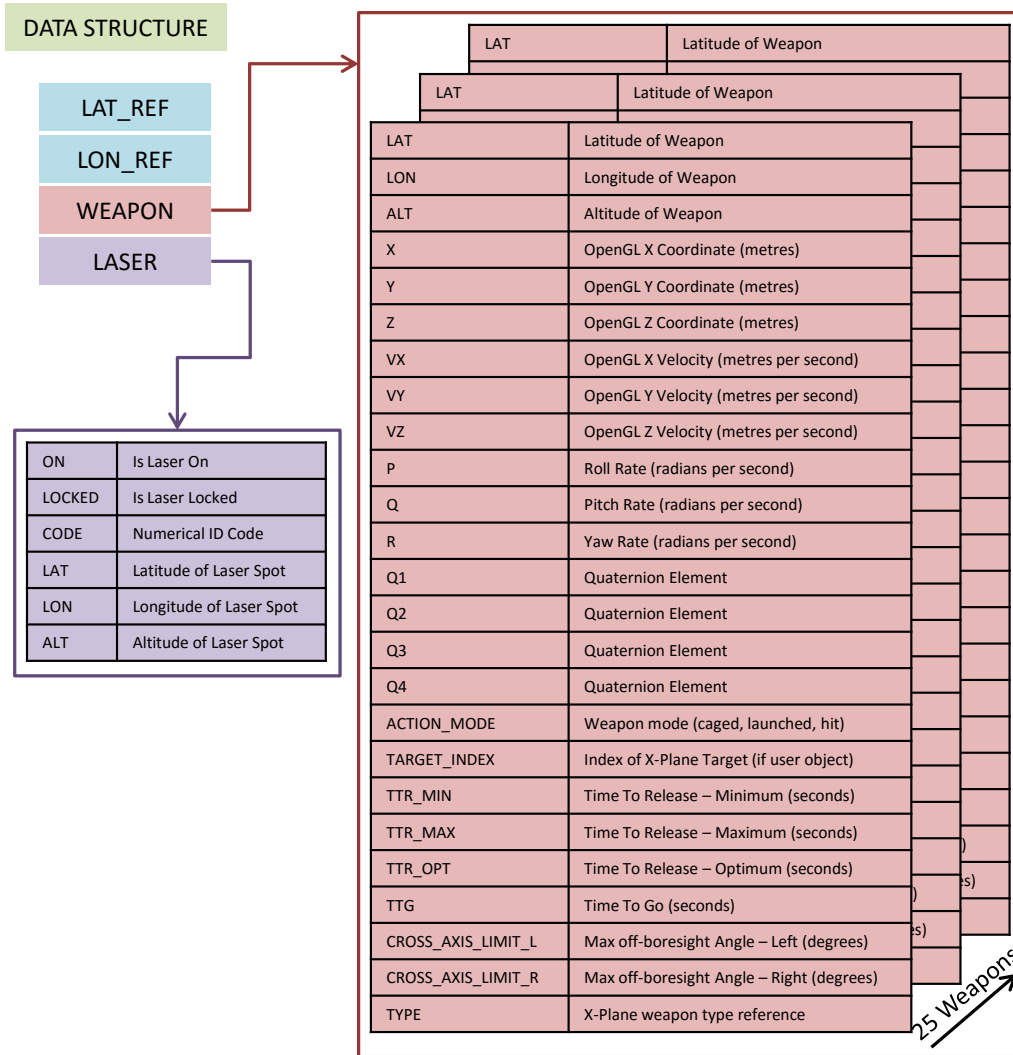 DATA STRUCTURE
LAT_REF
LON_REF
WEAPON
LASER
ON Is Laser On
LOCKED Is Laser Locked
CODE Numerical ID Code
LAT Latitude of Laser Spot
LON Longitude of Laser Spot
ALT Altitude of Laser Spot
LAT Latitude of Weapon
LAT Latitude of Weapon
LAT Latitude of Weapon
LON Longitude of Weapon
ALT Altitude of Weapon
X OpenGL X Coordinate (metres)
Y OpenGL Y Coordinate (metres)
Z OpenGL Z Coordinate (metres)
VX OpenGL X Velocity (metres per second)
VY OpenGL Y Velocity (metres per second)
VZ OpenGL Z Velocity (metres per second)
P Roll Rate (radians per second)
Q Pitch Rate (radians per second)
R Yaw Rate (radians per second)
Q1 Quaternion Element
Q2 Quaternion Element
Q3 Quaternion Element
Q4 Quaternion Element
ACTION_MODE Weapon mode (caged, launched, hit)
TARGET_INDEX Index of X-Plane Target (if user object)
TTR_MIN Time To Release – Minimum (seconds)
TTR_MAX Time To Release – Maximum (seconds)
TTR_OPT Time To Release – Optimum (seconds)
TTG Time To Go (seconds)
CROSS_AXIS_LIMIT_L Max off-boresight Angle – Left (degrees)
CROSS_AXIS_LIMIT_R Max off-boresight Angle – Right (degrees)
TYPE X-Plane weapon type reference
)
es)
)
es)
25 Weapons